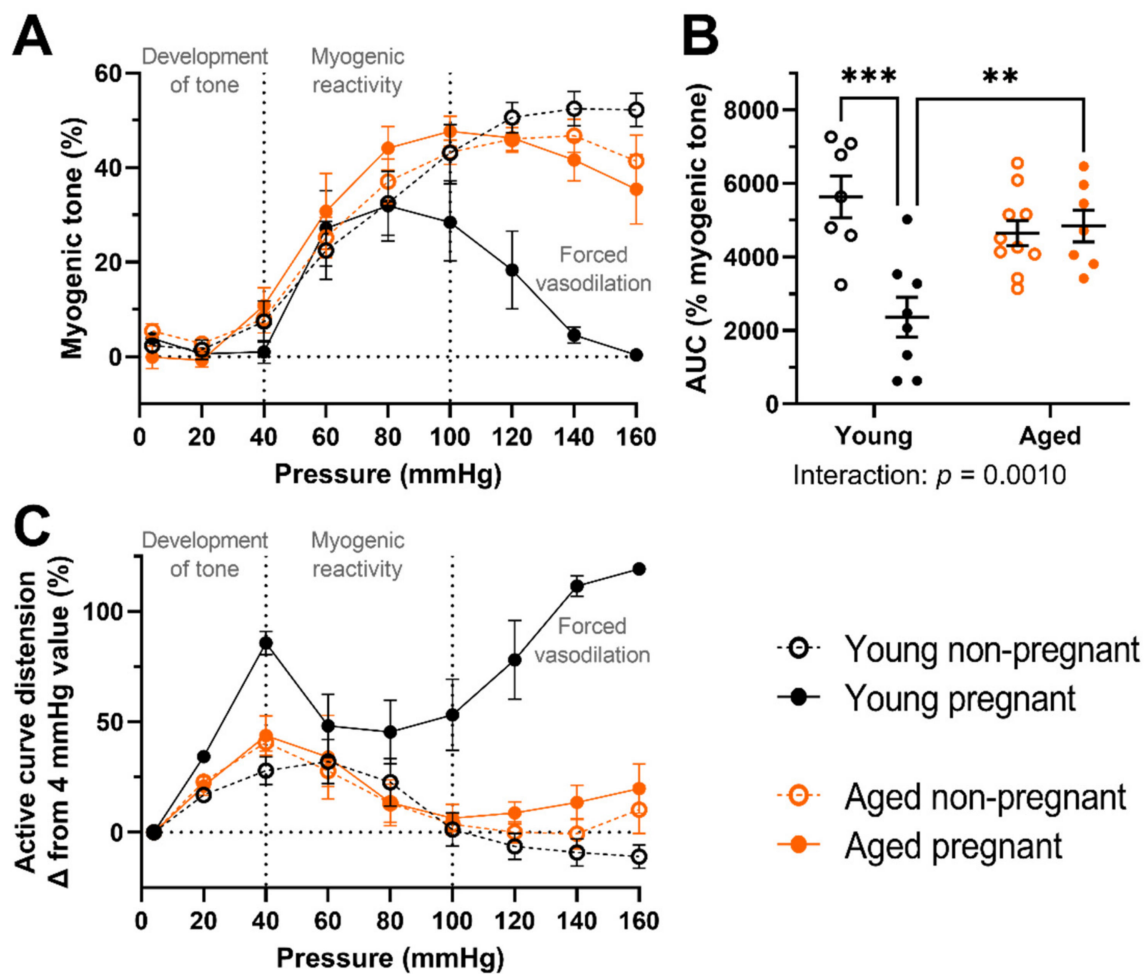 A
Development
of tone
Myogenic
reactivity
Forced
vasodilation
Myogenic tone (%)
60
40
20
0
0 20 40 60 80 100 120 140 160
Pressure (mmHg)
B
*** **
AUC (% myogenic tone)
8000
6000
4000
2000
0
Young Aged
Interaction: p = 0.0010
C
Development
of tone
Myogenic
reactivity
Forced
vasodilation
Active curve distension
Δ from 4 mmHg value (%)
100
50
0
0 20 40 60 80 100 120 140 160
Pressure (mmHg)
Young non-pregnant
Young pregnant
Aged non-pregnant
Aged pregnant